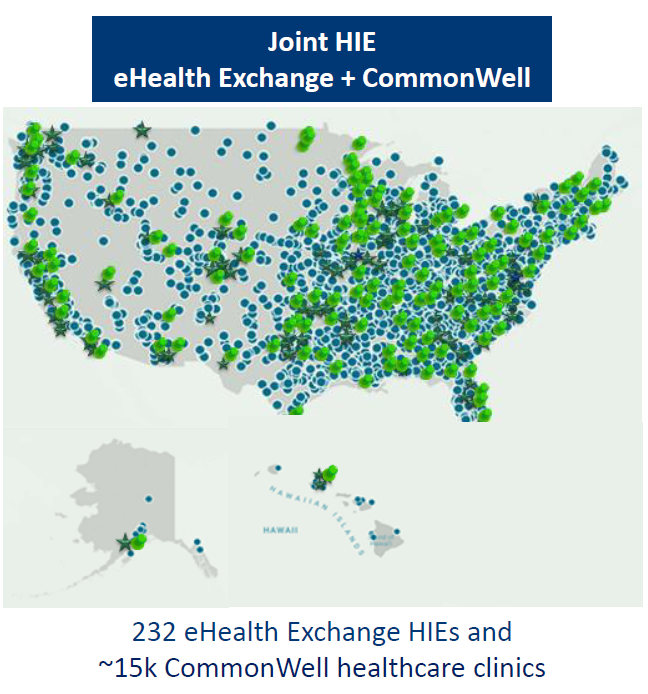 Joint HIE
eHealth Exchange + CommonWell
HAWAIIAN ISLANDS
HAWAII
232 eHealth Exchange HIEs and
~15k CommonWell healthcare clinics